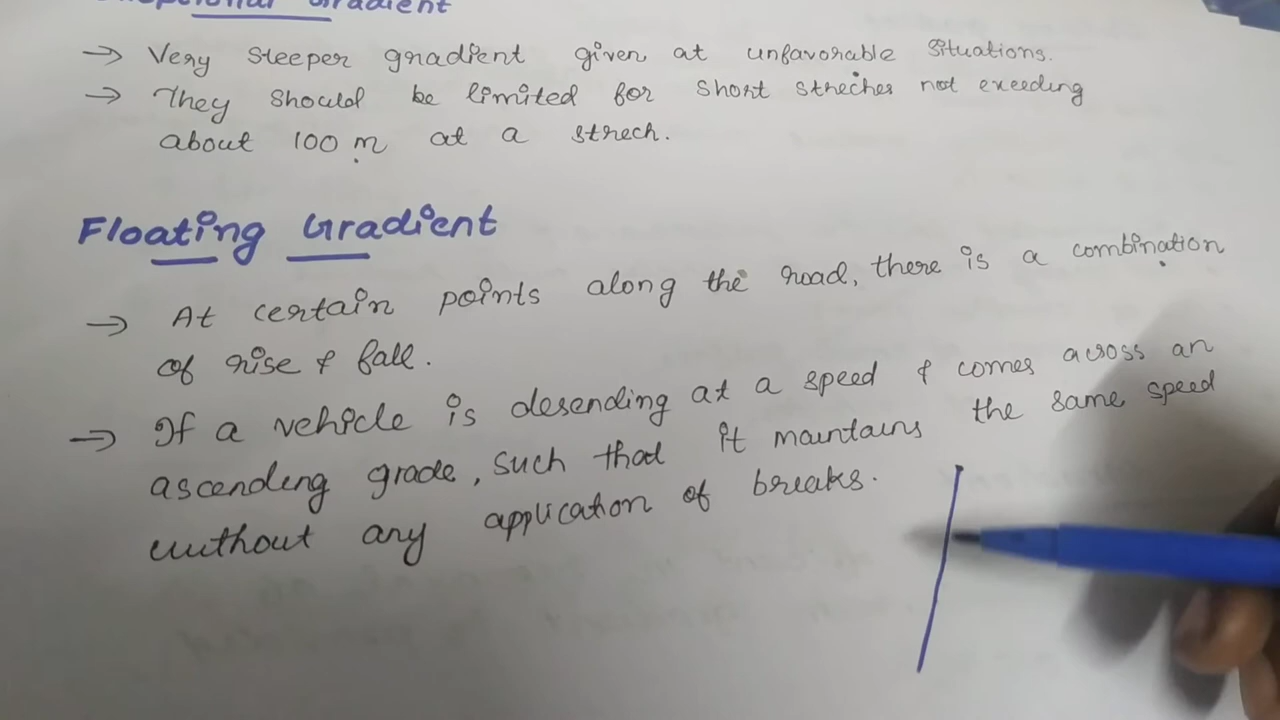 Gradient
→ Very steeper gradient given at unfavorable situations.
→ They should be limited for short streches not exeeding
about 100 m at a strech.
Floating Gradient
→ At certain points along the road, there is a combination
of rise & fall.
→ If a vehicle is desending at a speed & comes across an
ascending grade, such that it maintains the same speed
without any application of breaks.